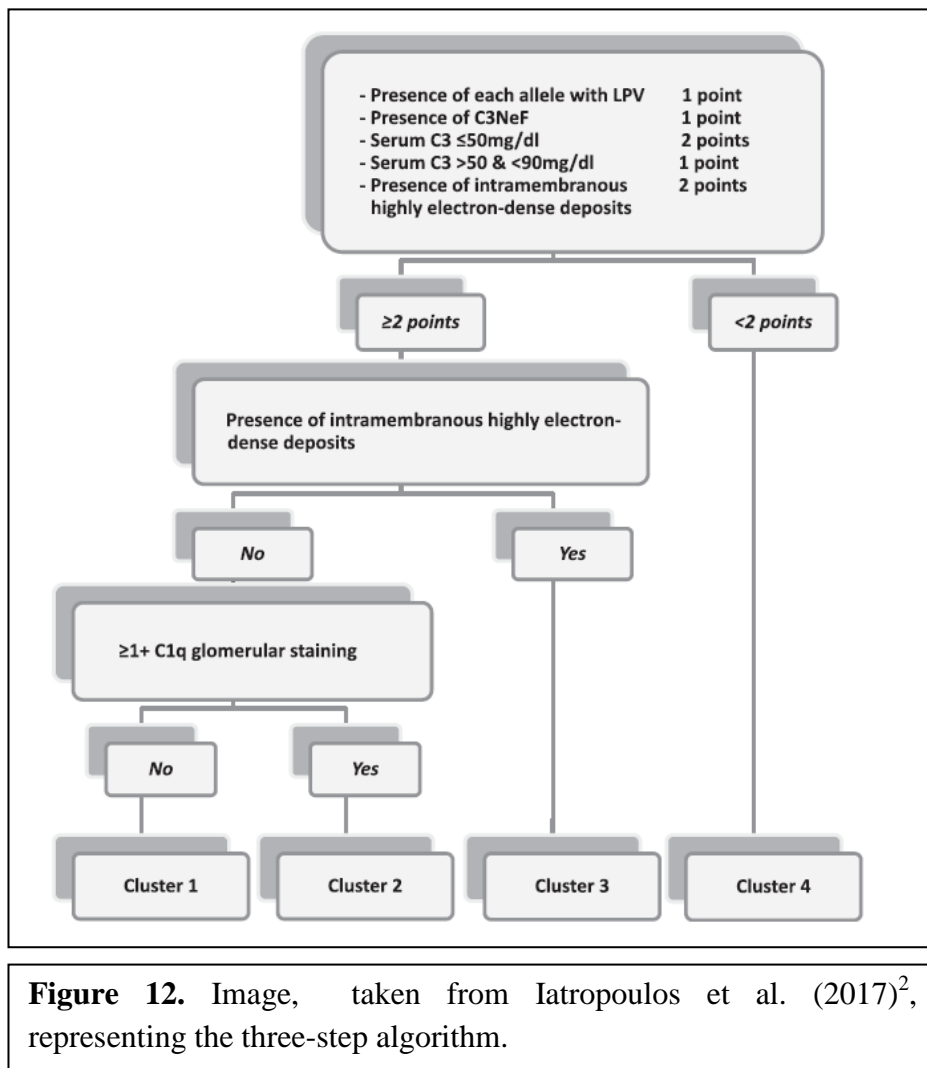 - Presence of each allele with LPV 1 point
- Presence of C3NeF 1 point
- Serum C3 ≤50mg/dl 2 points
- Serum C3 >50 & <90mg/dl 1 point
- Presence of intramembranous 2 points
highly electron-dense deposits
≥2 points
<2 points
Presence of intramembranous highly electron-
dense deposits
No
Yes
≥1+ C1q glomerular staining
No
Yes
Cluster 1
Cluster 2
Cluster 3
Cluster 4
Figure 12. Image, taken from Iatropoulos et al. (2017)²,
representing the three-step algorithm.